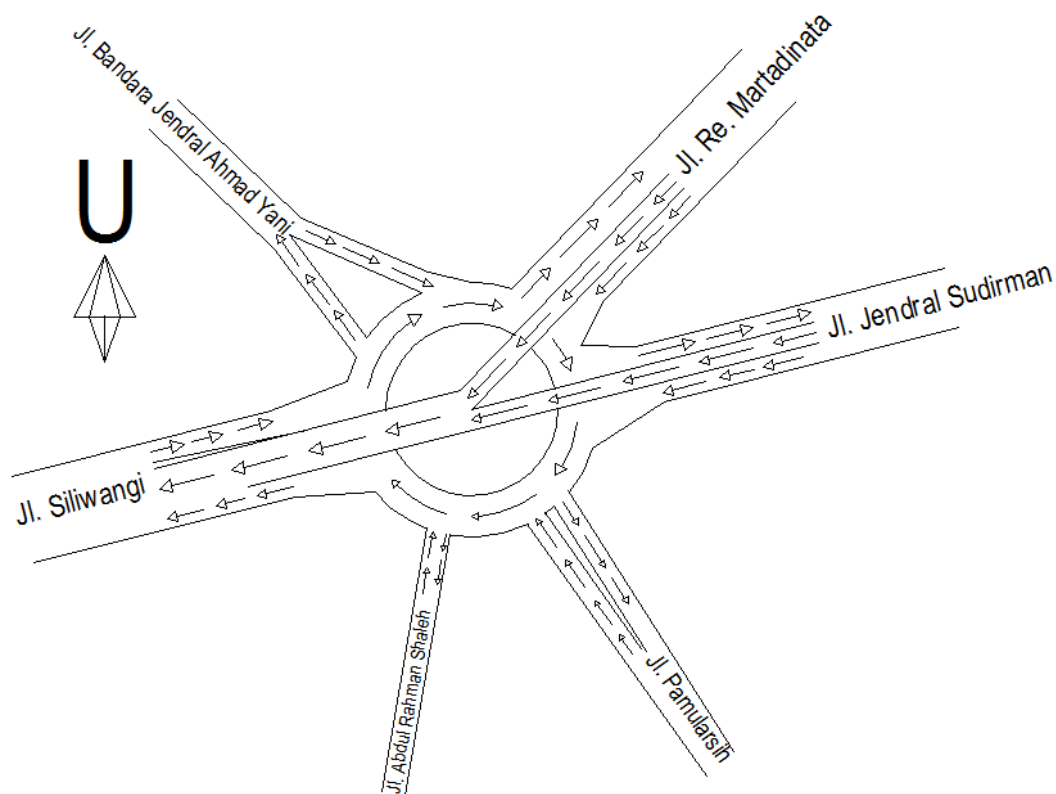 Jl. Bandara Jendral Ahmad Yani
Jl. Re. Martadinata
U
Jl. Jendral Sudirman
Jl. Siliwangi
Jl. Abdul Rahman Shaleh
Jl. Pamularsih